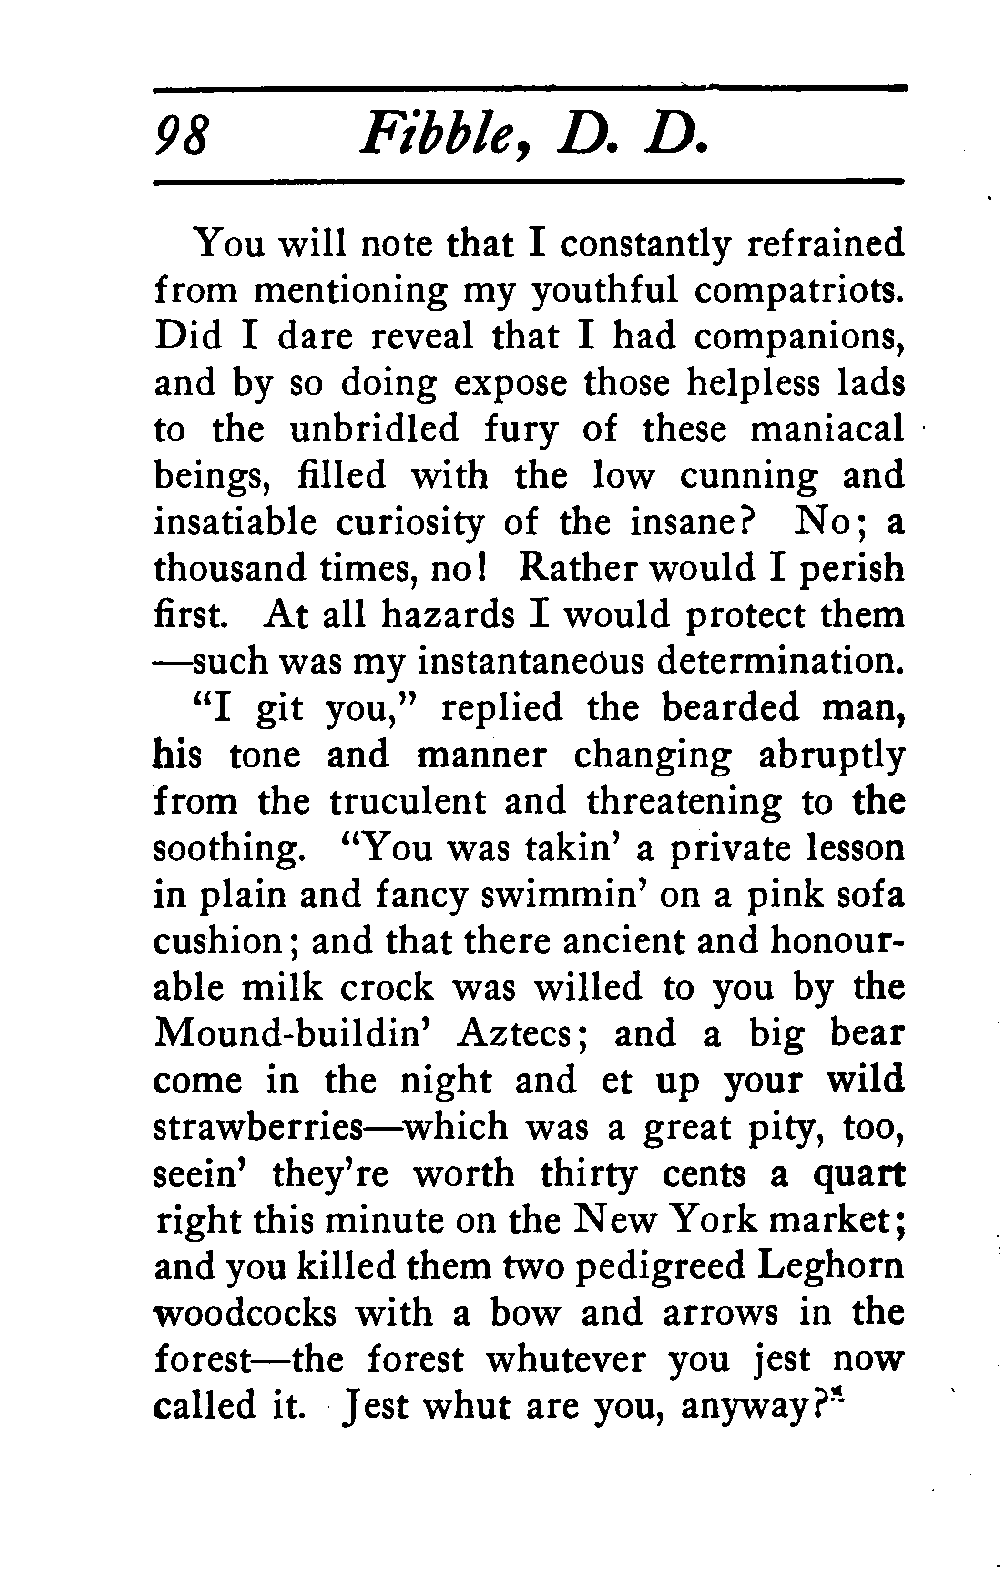 98 Fibble, D. D.
You will note that I constantly refrained
from mentioning my youthful compatriots.
Did I dare reveal that I had companions,
and by so doing expose those helpless lads
to the unbridled fury of these maniacal
beings, filled with the low cunning and
insatiable curiosity of the insane? No; a
thousand times, no! Rather would I perish
first. At all hazards I would protect them
—such was my instantaneous determination.
“I git you,” replied the bearded man,
his tone and manner changing abruptly
from the truculent and threatening to the
soothing. “You was takin’ a private lesson
in plain and fancy swimmin’ on a pink sofa
cushion; and that there ancient and honour-
able milk crock was willed to you by the
Mound-buildin’ Aztecs; and a big bear
come in the night and et up your wild
strawberries—which was a great pity, too,
seein’ they’re worth thirty cents a quart
right this minute on the New York market;
and you killed them two pedigreed Leghorn
woodcocks with a bow and arrows in the
forest—the forest whutever you jest now
called it. Jest whut are you, anyway?”